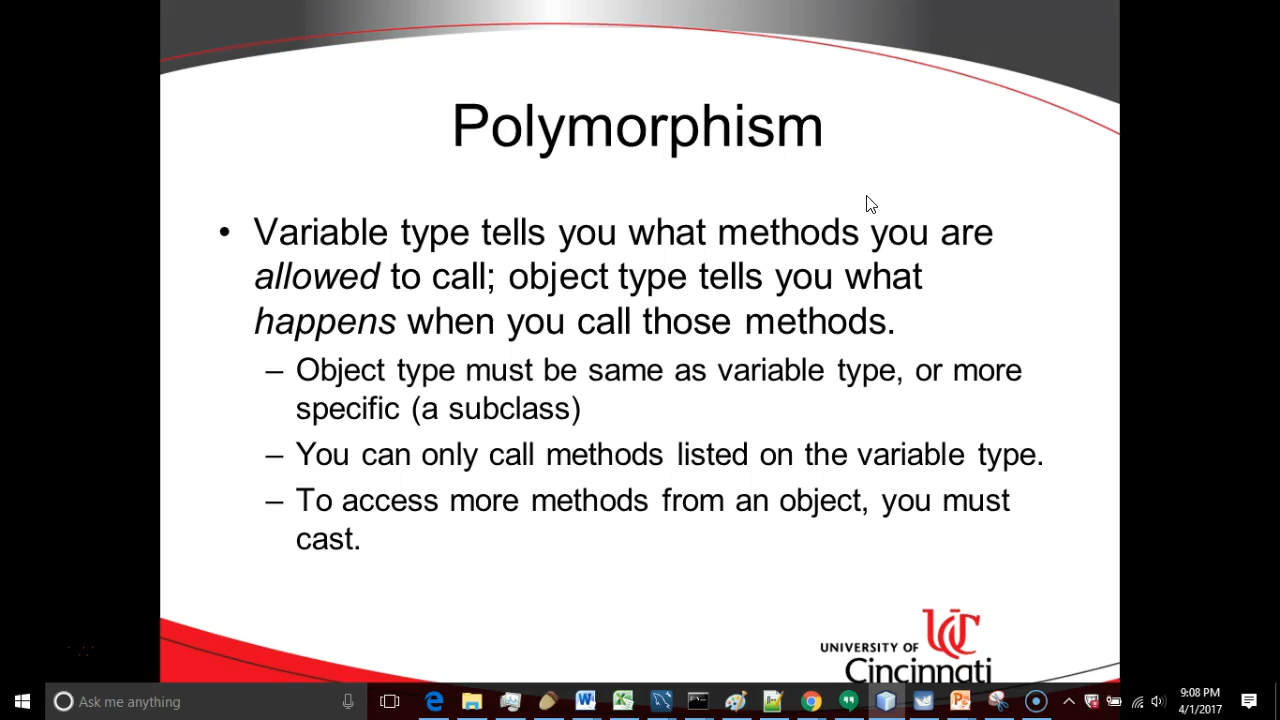 Polymorphism
• Variable type tells you what methods you are
allowed to call; object type tells you what
happens when you call those methods.
– Object type must be same as variable type, or more
specific (a subclass)
– You can only call methods listed on the variable type.
– To access more methods from an object, you must
cast.
UNIVERSITY OF
Cincinnati
UC
Ask me anything
9:08 PM
4/1/2017